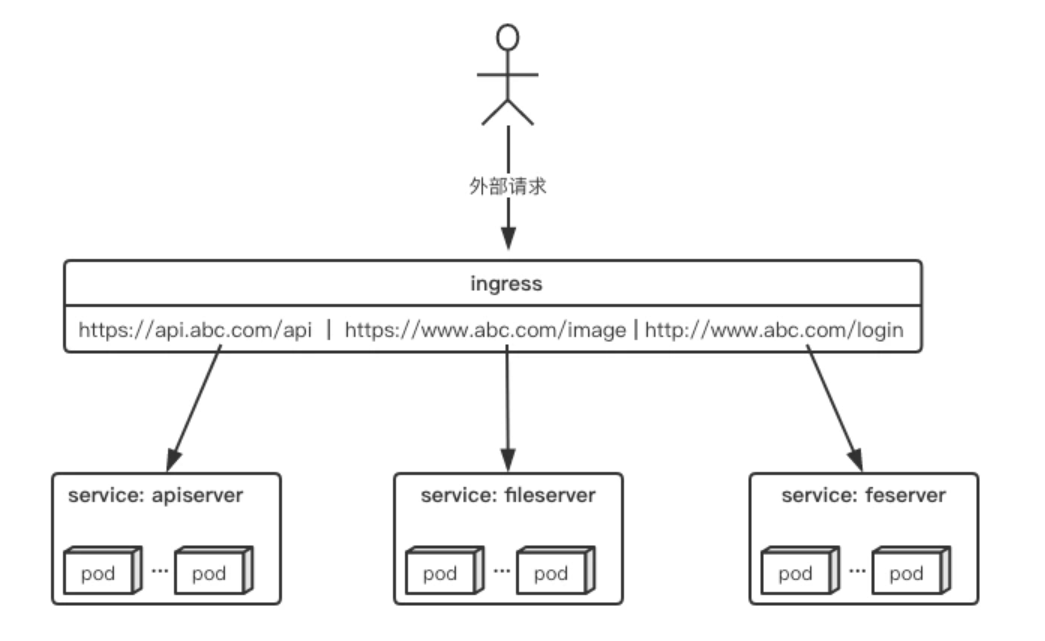 外部请求
ingress
https://api.abc.com/api | https://www.abc.com/image | http://www.abc.com/login
service: apiserver
service: fileserver
service: feserver
pod ... pod
pod ... pod
pod ... pod